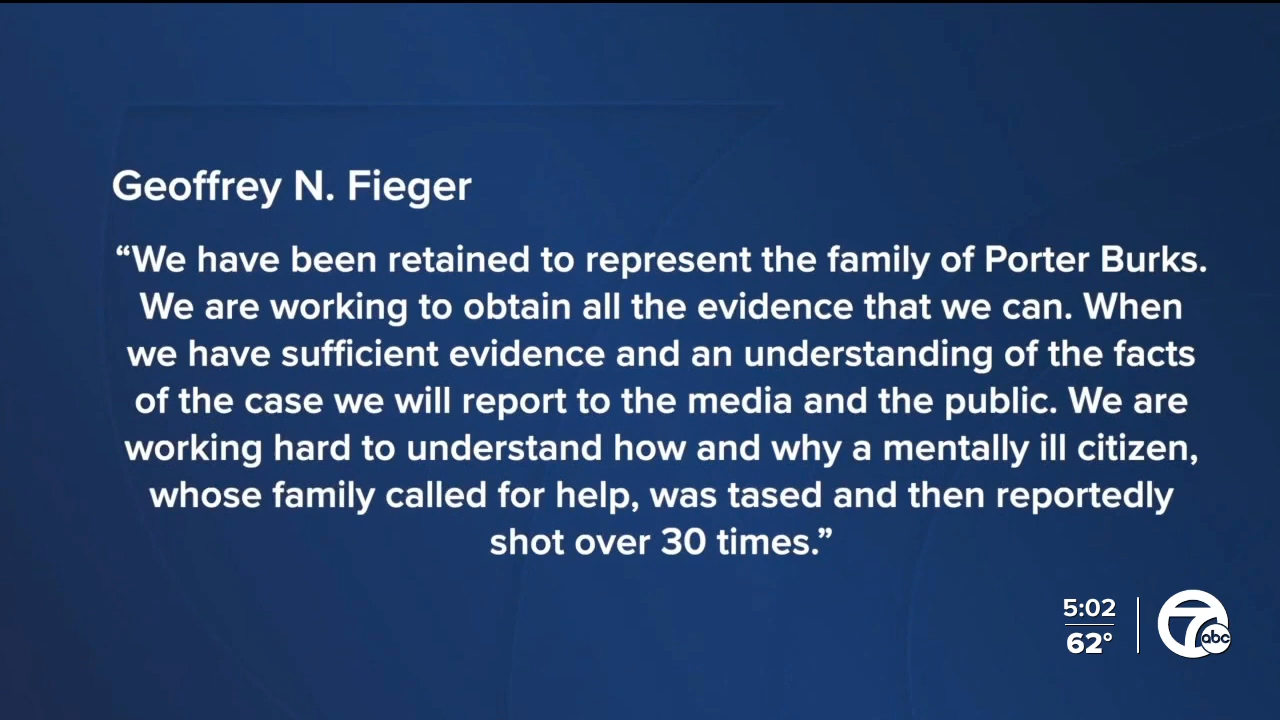 Geoffrey N. Fieger
“We have been retained to represent the family of Porter Burks.
We are working to obtain all the evidence that we can. When
we have sufficient evidence and an understanding of the facts
of the case we will report to the media and the public. We are
working hard to understand how and why a mentally ill citizen,
whose family called for help, was tased and then reportedly
shot over 30 times.”
5:02
62°
7 abc